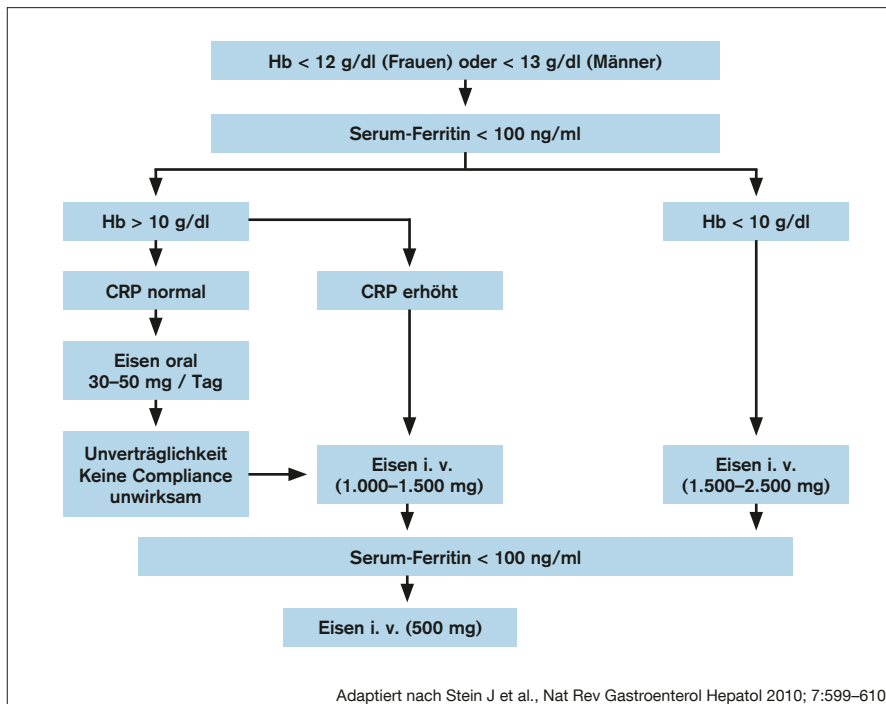 Hb < 12 g/dl (Frauen) oder < 13 g/dl (Männer)
Serum-Ferritin < 100 ng/ml
Hb > 10 g/dl
Hb < 10 g/dl
CRP normal
CRP erhöht
Eisen oral
30–50 mg / Tag
Unverträglichkeit
Keine Compliance
unwirksam
Eisen i. v.
(1.000–1.500 mg)
Eisen i. v.
(1.500–2.500 mg)
Serum-Ferritin < 100 ng/ml
Eisen i. v. (500 mg)
Adaptiert nach Stein J et al., Nat Rev Gastroenterol Hepatol 2010; 7:599–610